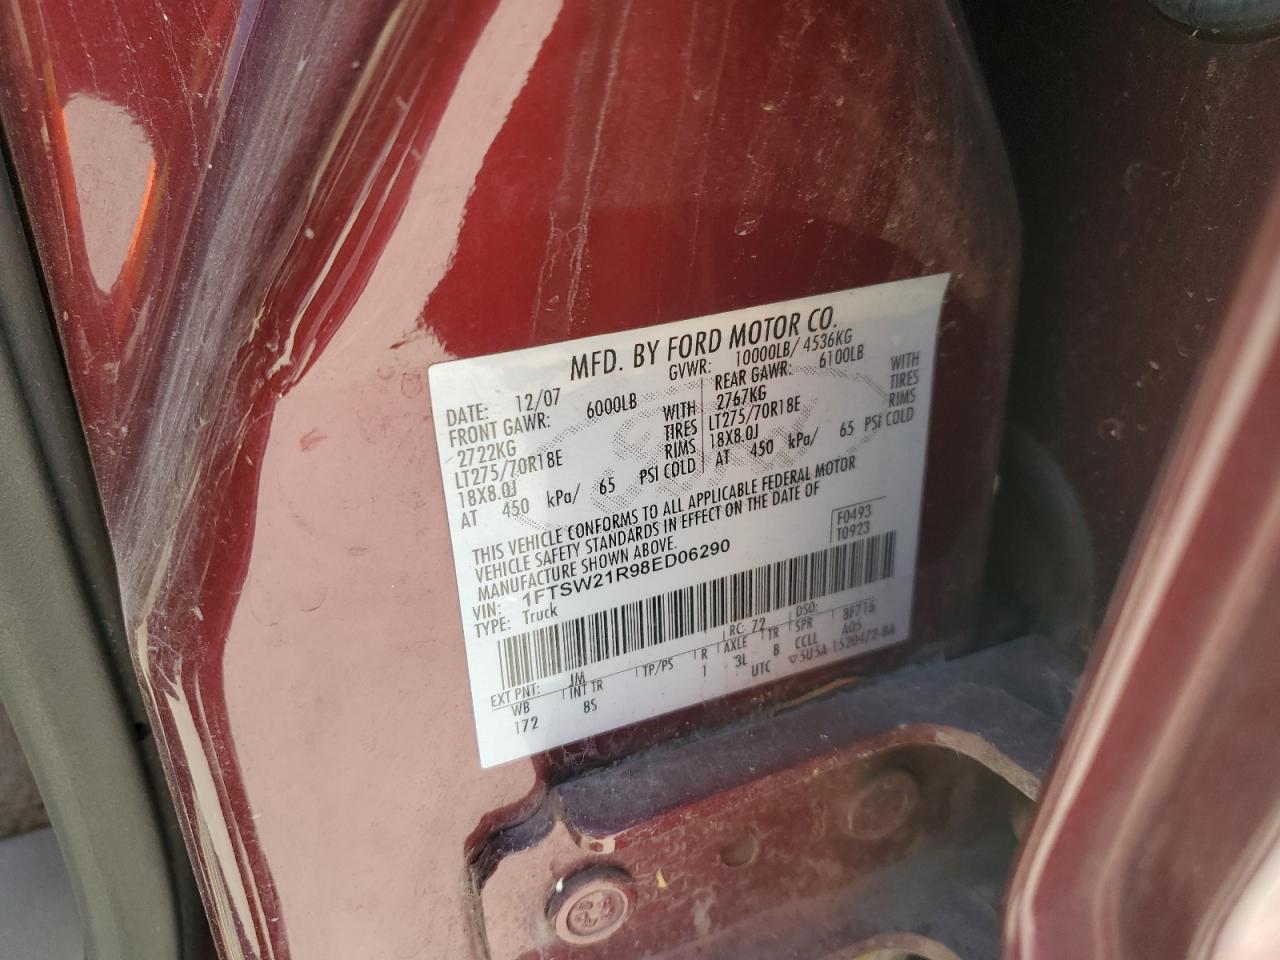 MFD. BY FORD MOTOR CO.
DATE: 12/07 GVWR: 10000LB/ 4536KG
FRONT GAWR: 6000LB REAR GAWR: 6100LB
2722KG WITH 2767KG WITH
LT275/70R18E TIRES LT275/70R18E TIRES
18X8.0J RIMS 18X8.0J RIMS
AT 450 kPa/ 65 PSI COLD AT 450 kPa/ 65 PSI COLD
THIS VEHICLE CONFORMS TO ALL APPLICABLE FEDERAL MOTOR
VEHICLE SAFETY STANDARDS IN EFFECT ON THE DATE OF
MANUFACTURE SHOWN ABOVE.
VIN: 1FTSW21R98ED06290 F0493
TYPE: Truck T0923
EXT PNT: JM RC: 72 DSO: 8F716
WB INT TR TP/PS R AXLE TR SPR A05
172 8S 1 3L B CCLL
UTC ▽5U5A-1520472-BA